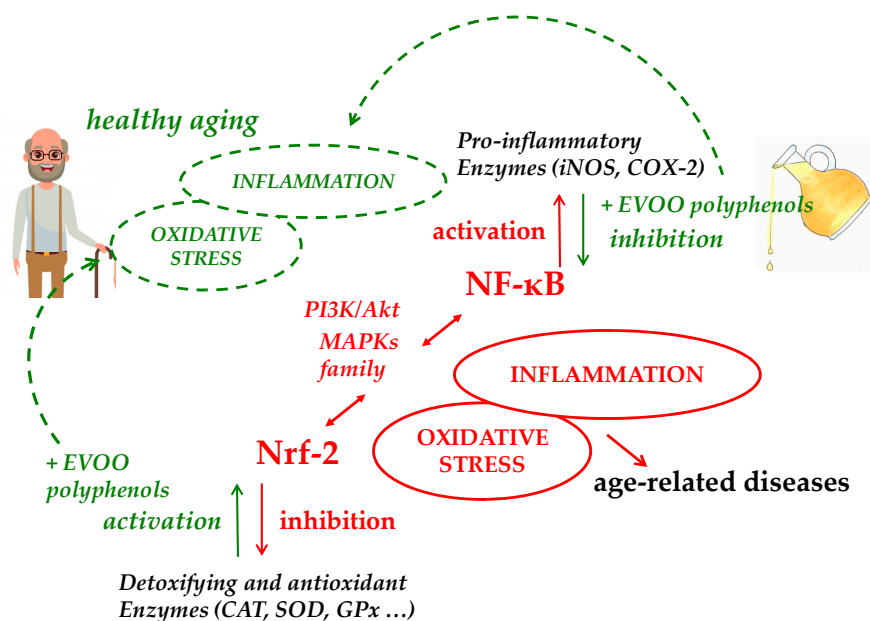 healthy aging
Pro-inflammatory
Enzymes (iNOS, COX-2)
INFLAMMATION
+ EVOO polyphenols
inhibition
activation
OXIDATIVE
STRESS
NF-κB
PI3K/Akt
MAPKs
family
INFLAMMATION
OXIDATIVE
STRESS
Nrf-2
age-related diseases
+ EVOO
polyphenols
activation
inhibition
Detoxifying and antioxidant
Enzymes (CAT, SOD, GPx ...)